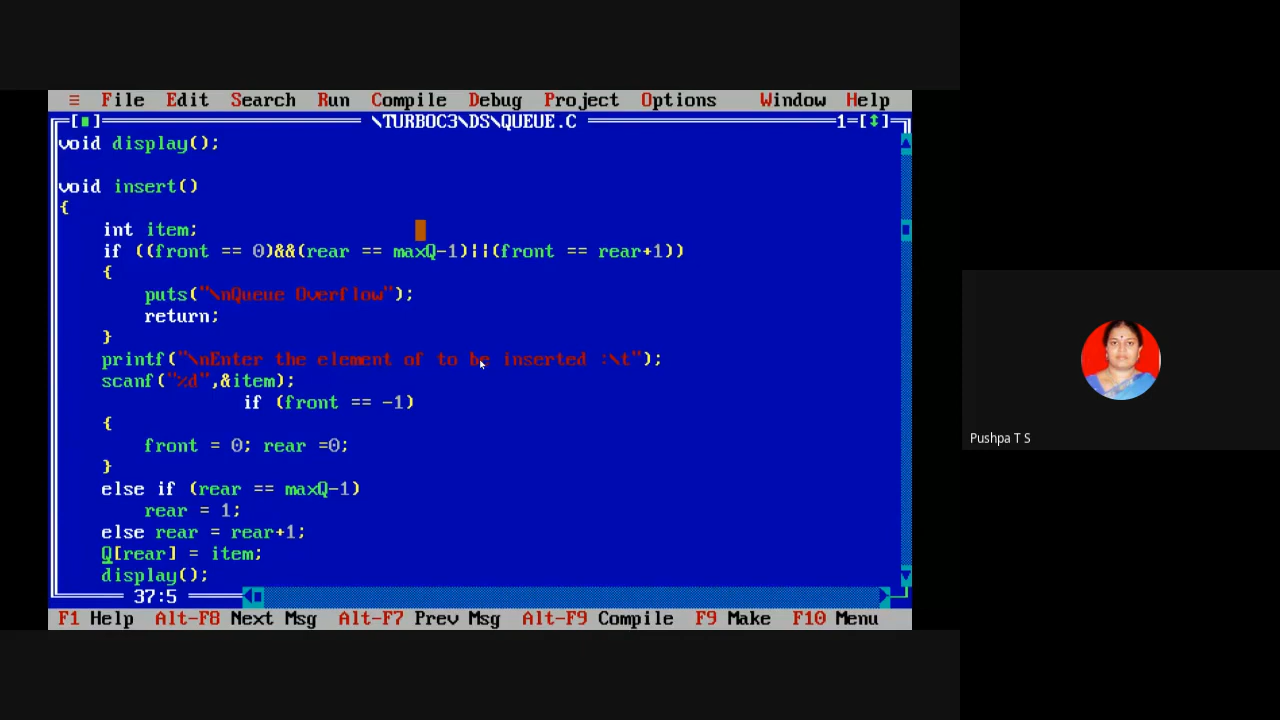 ≡ File Edit Search Run Compile Debug Project Options Window Help
[■] \TURBOC3\DS\QUEUE.C 1=[↕]
void display();
void insert()
{
int item;
if ((front == 0)&&(rear == maxQ-1)||(front == rear+1))
{
puts("\nQueue Overflow");
return;
}
printf("\nEnter the element of to be inserted :\t");
scanf("%d",&item);
if (front == -1)
{
front = 0; rear =0;
}
else if (rear == maxQ-1)
rear = 1;
else rear = rear+1;
Q[rear] = item;
display();
37:5
F1 Help Alt-F8 Next Msg Alt-F7 Prev Msg Alt-F9 Compile F9 Make F10 Menu
Pushpa T S